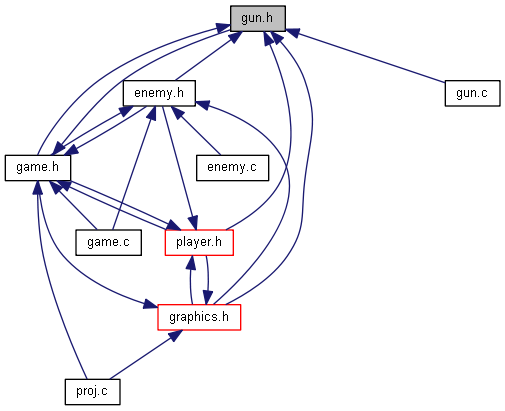 gun.h
enemy.h
gun.c
game.h
enemy.c
game.c
player.h
graphics.h
proj.c